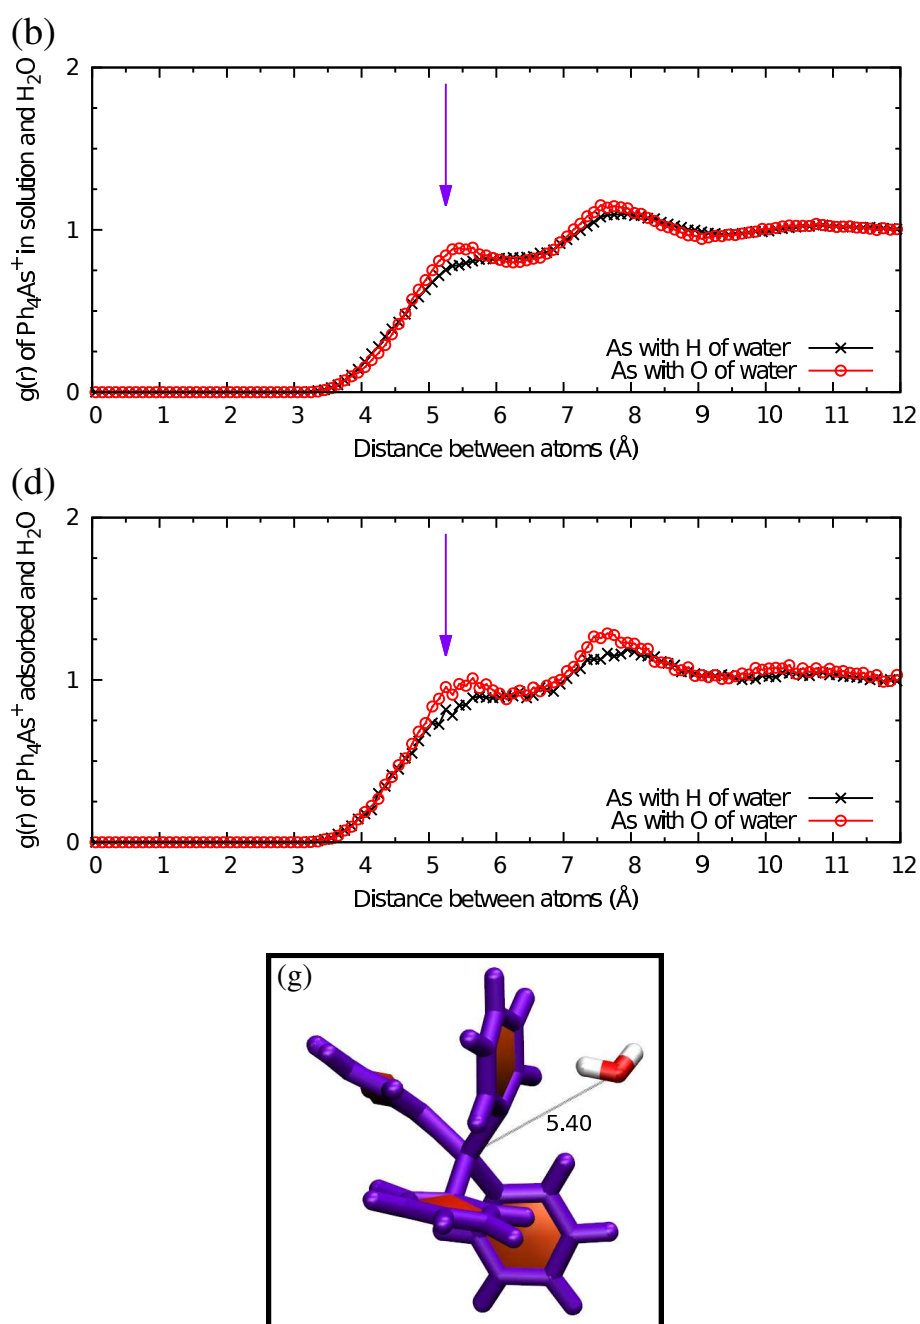 (b)
g(r) of Ph₄As⁺ in solution and H₂O
2
1
0
As with H of water
As with O of water
0 1 2 3 4 5 6 7 8 9 10 11 12
Distance between atoms (Å)
(d)
g(r) of Ph₄As⁺ adsorbed and H₂O
2
1
0
As with H of water
As with O of water
0 1 2 3 4 5 6 7 8 9 10 11 12
Distance between atoms (Å)
(g)
5.40